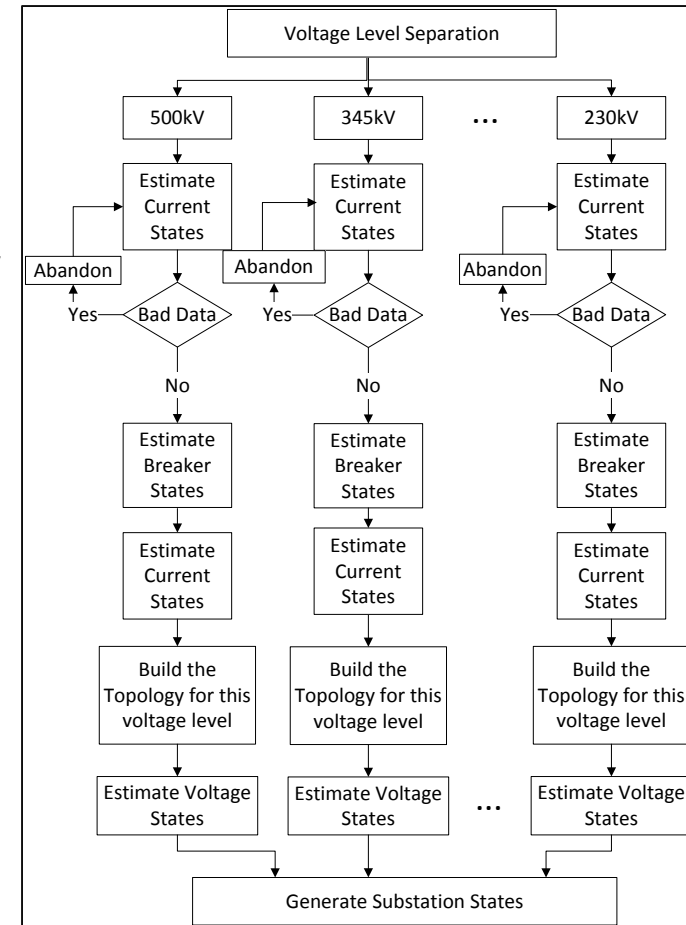 Voltage Level Separation
500kV
345kV
...
230kV
Estimate
Current
States
Estimate
Current
States
Estimate
Current
States
Abandon
Abandon
Abandon
Yes
Bad Data
Yes
Bad Data
Yes
Bad Data
No
No
No
Estimate
Breaker
States
Estimate
Breaker
States
Estimate
Breaker
States
Estimate
Current
States
Estimate
Current
States
Estimate
Current
States
Build the
Topology for this
voltage level
Build the
Topology for this
voltage level
Build the
Topology for this
voltage level
Estimate Voltage
States
Estimate Voltage
States
...
Estimate Voltage
States
Generate Substation States